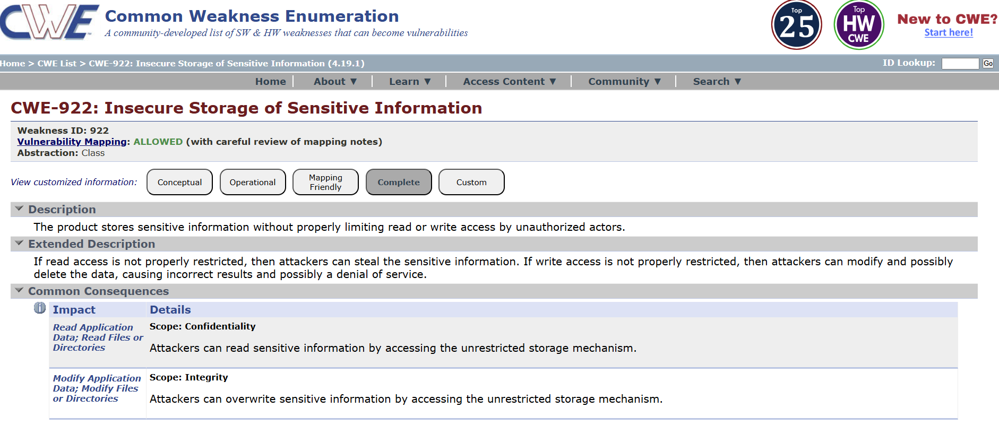 CWE™
Common Weakness Enumeration
A community-developed list of SW & HW weaknesses that can become vulnerabilities
Top
25
Top
HW
CWE
New to CWE?
Start here!
Home > CWE List > CWE-922: Insecure Storage of Sensitive Information (4.19.1)
ID Lookup:
Go
Home
About ▼
Learn ▼
Access Content ▼
Community ▼
Search ▼
CWE-922: Insecure Storage of Sensitive Information
Weakness ID: 922
Vulnerability Mapping: ALLOWED (with careful review of mapping notes)
Abstraction: Class
View customized information:
Conceptual
Operational
Mapping
Friendly
Complete
Custom
Description
The product stores sensitive information without properly limiting read or write access by unauthorized actors.
Extended Description
If read access is not properly restricted, then attackers can steal the sensitive information. If write access is not properly restricted, then attackers can modify and possibly
delete the data, causing incorrect results and possibly a denial of service.
Common Consequences
i
Impact
Details
Read Application
Data; Read Files or
Directories
Scope: Confidentiality
Attackers can read sensitive information by accessing the unrestricted storage mechanism.
Modify Application
Data; Modify Files
or Directories
Scope: Integrity
Attackers can overwrite sensitive information by accessing the unrestricted storage mechanism.